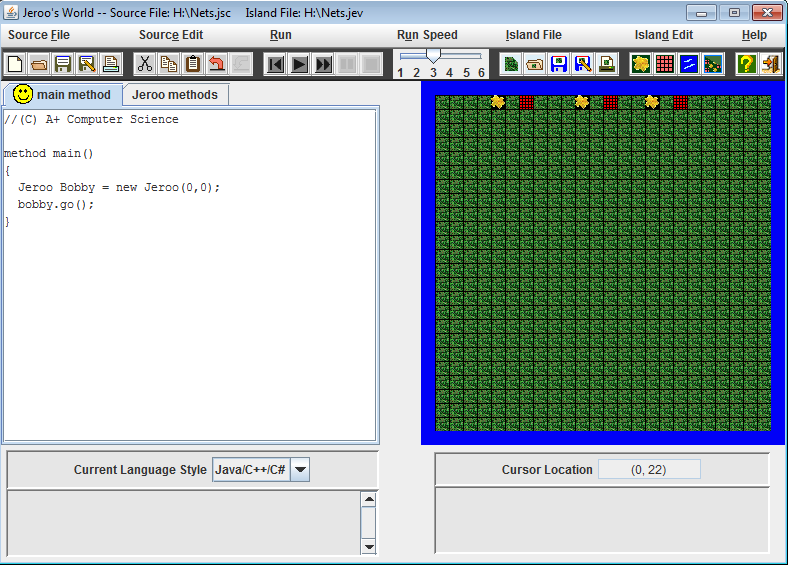 Jeroo's World -- Source File: H:\Nets.jsc    Island File: H:\Nets.jev
Source File    Source Edit    Run    Run Speed    Island File    Island Edit    Help
1 2 3 4 5 6
main method    Jeroo methods
//(C) A+ Computer Science
method main()
{
  Jeroo Bobby = new Jeroo(0,0);
  bobby.go();
}
Current Language Style    Java/C++/C#
Cursor Location    (0, 22)